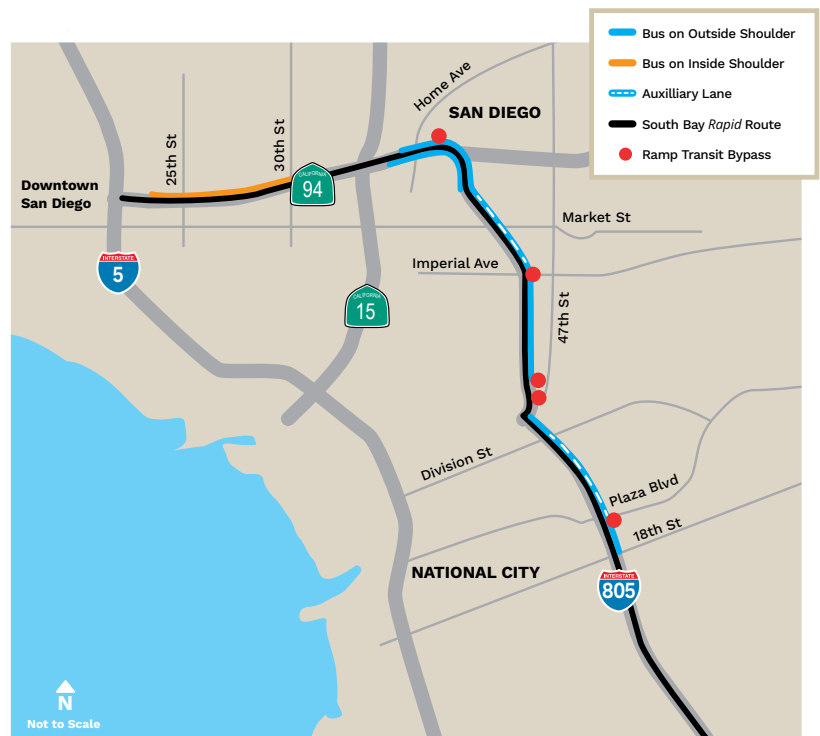 Bus on Outside Shoulder
Bus on Inside Shoulder
Auxilliary Lane
South Bay Rapid Route
Ramp Transit Bypass
Home Ave
SAN DIEGO
25th St
30th St
CALIFORNIA
94
Downtown
San Diego
Market St
INTERSTATE
5
Imperial Ave
CALIFORNIA
15
47th St
Division St
Plaza Blvd
18th St
NATIONAL CITY
INTERSTATE
805
N
Not to Scale